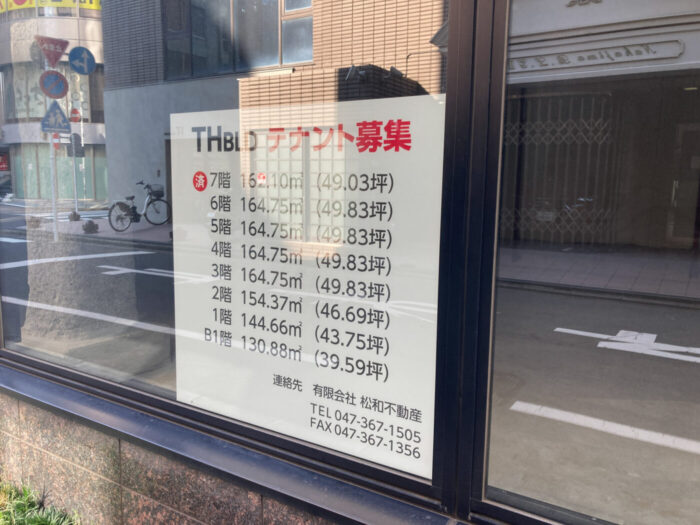 THBLD テナント募集
済 7階 162.10㎡ (49.03坪)
6階 164.75㎡ (49.83坪)
5階 164.75㎡ (49.83坪)
4階 164.75㎡ (49.83坪)
3階 164.75㎡ (49.83坪)
2階 154.37㎡ (46.69坪)
1階 144.66㎡ (43.75坪)
B1階 130.88㎡ (39.59坪)
連絡先 有限会社 松和不動産
TEL 047-367-1505
FAX 047-367-1356